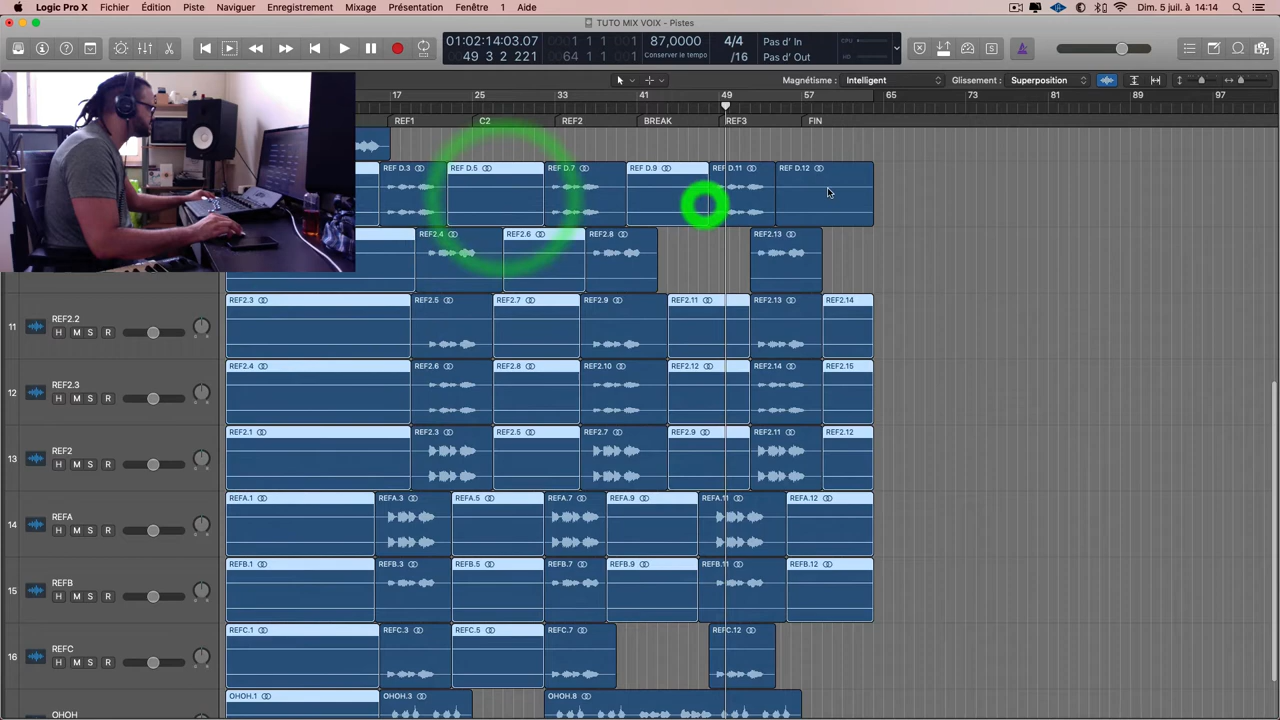 Logic Pro X Fichier Édition Piste Naviguer Enregistrement Mixage Présentation Fenêtre 1 Aide Dim. 5 juil. à 14:14
TUTO MIX VOIX - Pistes
01:02:14:03.07 1 1 1 1 87,0000 4/4 Pas d' In
49 3 2 221 64 1 1 1 Conserver le tempo /16 Pas d' Out
Magnétisme : Intelligent Glissement : Superposition
17 25 33 41 49 57 65 73 81 89 97
REF1 C2 REF2 BREAK REF3 FIN
REF D.3 REF D.5 REF D.7 REF D.9 REF D.11 REF D.12
REF2.4 REF2.6 REF2.8 REF2.13
REF2.3 REF2.5 REF2.7 REF2.9 REF2.11 REF2.13 REF2.14
11 REF2.2
H M S R
REF2.4 REF2.6 REF2.8 REF2.10 REF2.12 REF2.14 REF2.15
12 REF2.3
H M S R
REF2.1 REF2.3 REF2.5 REF2.7 REF2.9 REF2.11 REF2.12
13 REF2
H M S R
REFA.1 REFA.3 REFA.5 REFA.7 REFA.9 REFA.11 REFA.12
14 REFA
H M S R
REFB.1 REFB.3 REFB.5 REFB.7 REFB.9 REFB.11 REFB.12
15 REFB
H M S R
REFC.1 REFC.3 REFC.5 REFC.7 REFC.12
16 REFC
H M S R
OHOH.1 OHOH.3 OHOH.8
OHOH